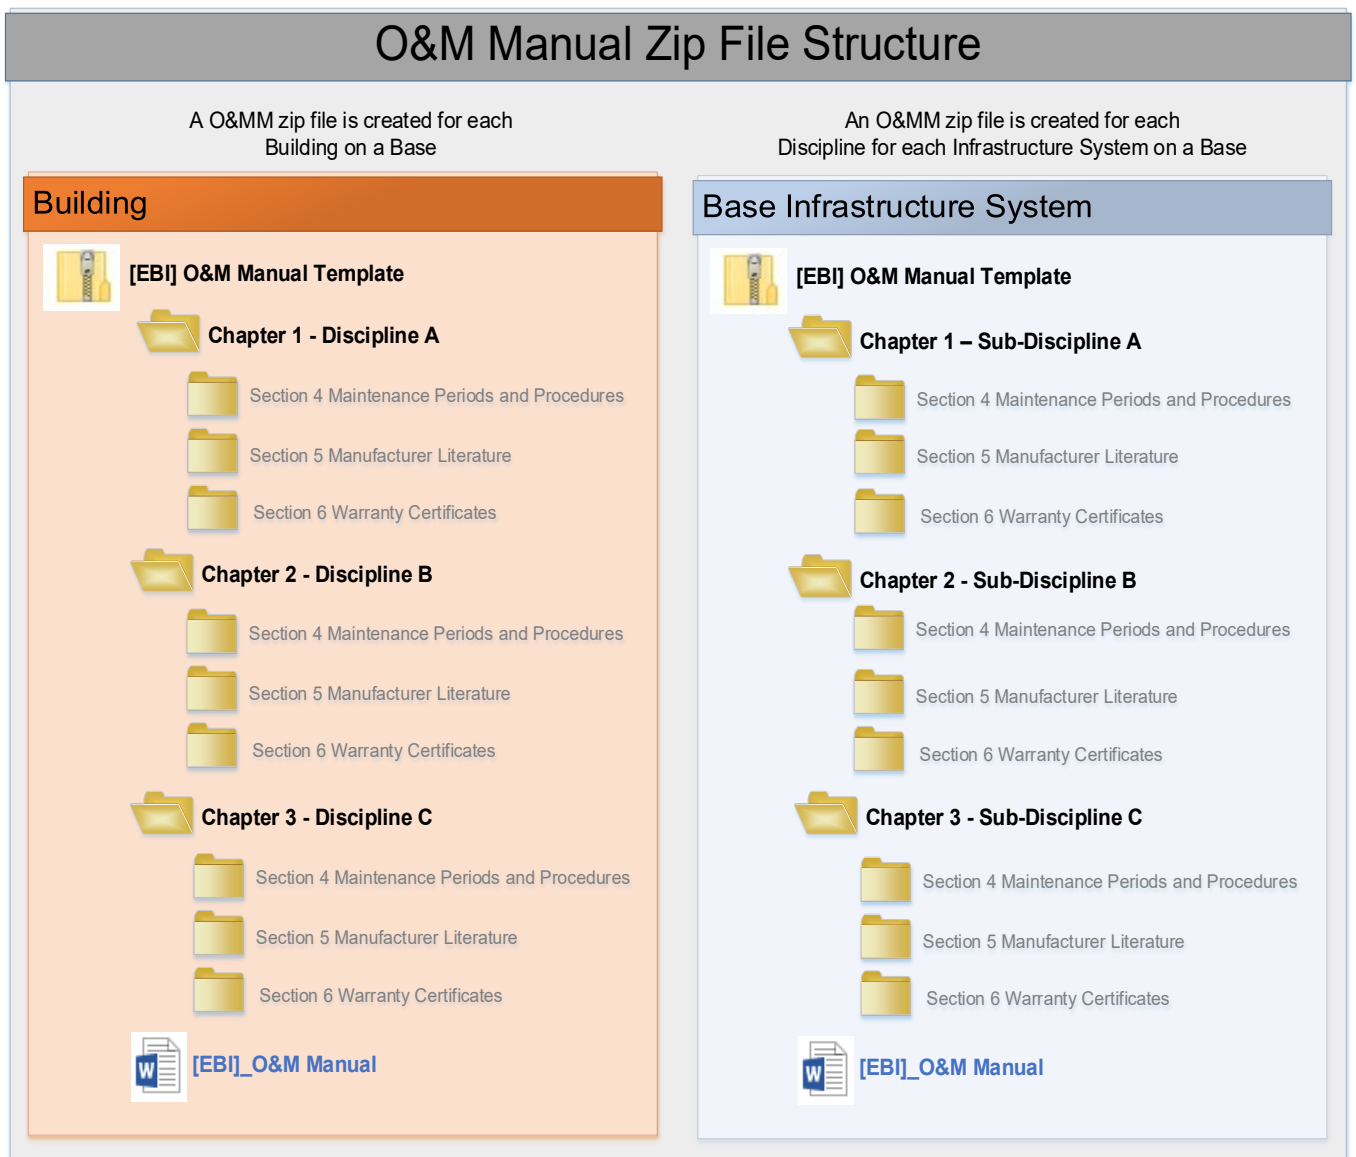 O&M Manual Zip File Structure
A O&MM zip file is created for each
Building on a Base
Building
[EBI] O&M Manual Template
Chapter 1 - Discipline A
Section 4 Maintenance Periods and Procedures
Section 5 Manufacturer Literature
Section 6 Warranty Certificates
Chapter 2 - Discipline B
Section 4 Maintenance Periods and Procedures
Section 5 Manufacturer Literature
Section 6 Warranty Certificates
Chapter 3 - Discipline C
Section 4 Maintenance Periods and Procedures
Section 5 Manufacturer Literature
Section 6 Warranty Certificates
W
[EBI]_O&M Manual
An O&MM zip file is created for each
Discipline for each Infrastructure System on a Base
Base Infrastructure System
[EBI] O&M Manual Template
Chapter 1 – Sub-Discipline A
Section 4 Maintenance Periods and Procedures
Section 5 Manufacturer Literature
Section 6 Warranty Certificates
Chapter 2 - Sub-Discipline B
Section 4 Maintenance Periods and Procedures
Section 5 Manufacturer Literature
Section 6 Warranty Certificates
Chapter 3 - Sub-Discipline C
Section 4 Maintenance Periods and Procedures
Section 5 Manufacturer Literature
Section 6 Warranty Certificates
W
[EBI]_O&M Manual